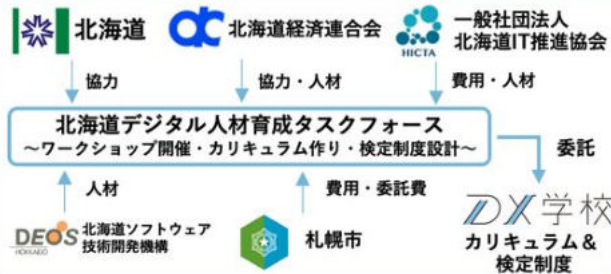 北海道
北海道経済連合会
HICTA
一般社団法人
北海道IT推進協会
協力
協力・人材
費用・人材
北海道デジタル人材育成タスクフォース
～ワークショップ開催・カリキュラム作り・検定制度設計～
委託
人材
費用・委託費
DEOS
HOKKAIDO
北海道ソフトウェア
技術開発機構
札幌市
DX学校
カリキュラム＆
検定制度